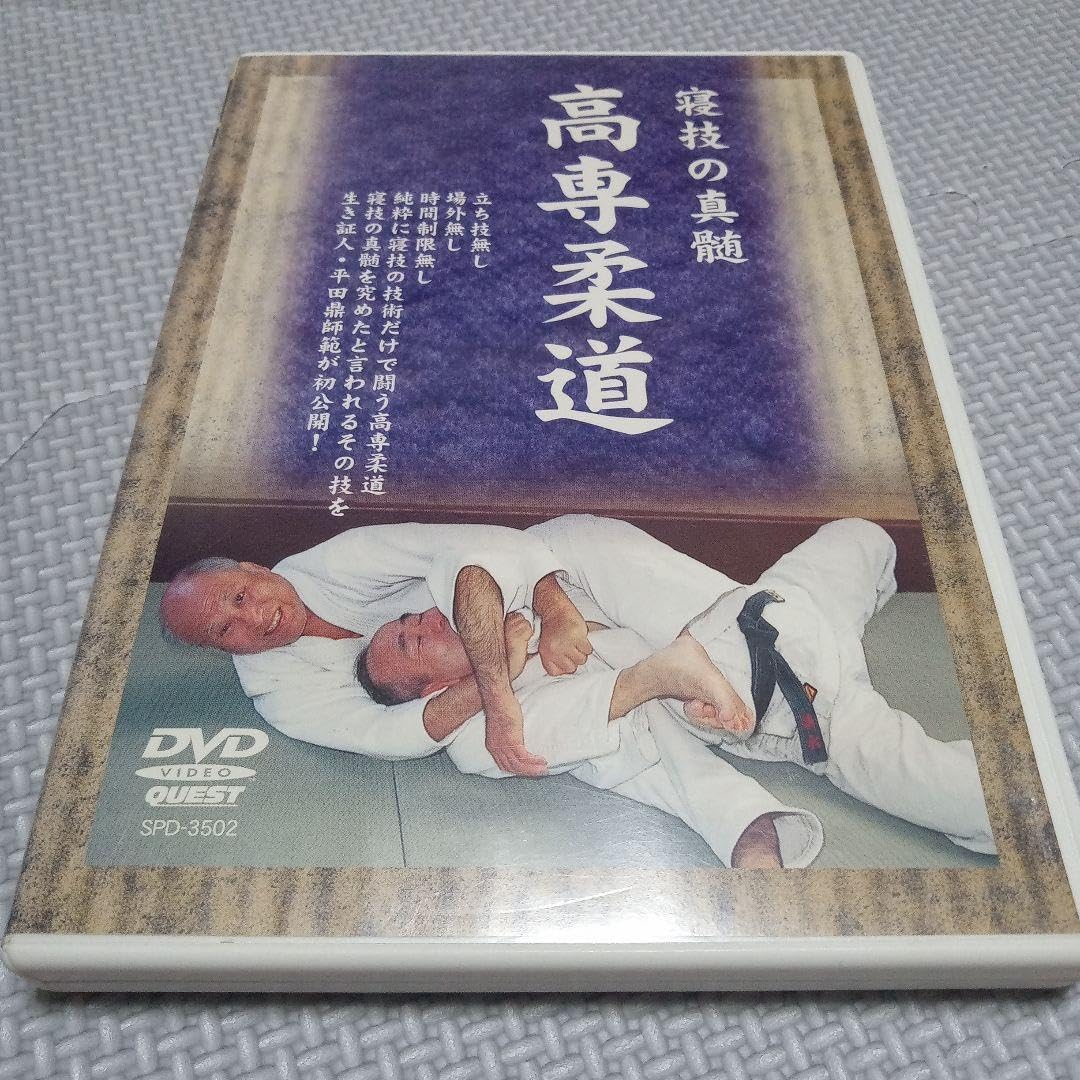 寝技の真髄
高専柔道
立ち技無し
場外無し
時間制限無し
純粋に寝技の技術だけで闘う高専柔道
寝技の真髄を究めたと言われるその技を
生き証人・平田鼎師範が初公開！
DVD
VIDEO
QUEST
SPD-3502